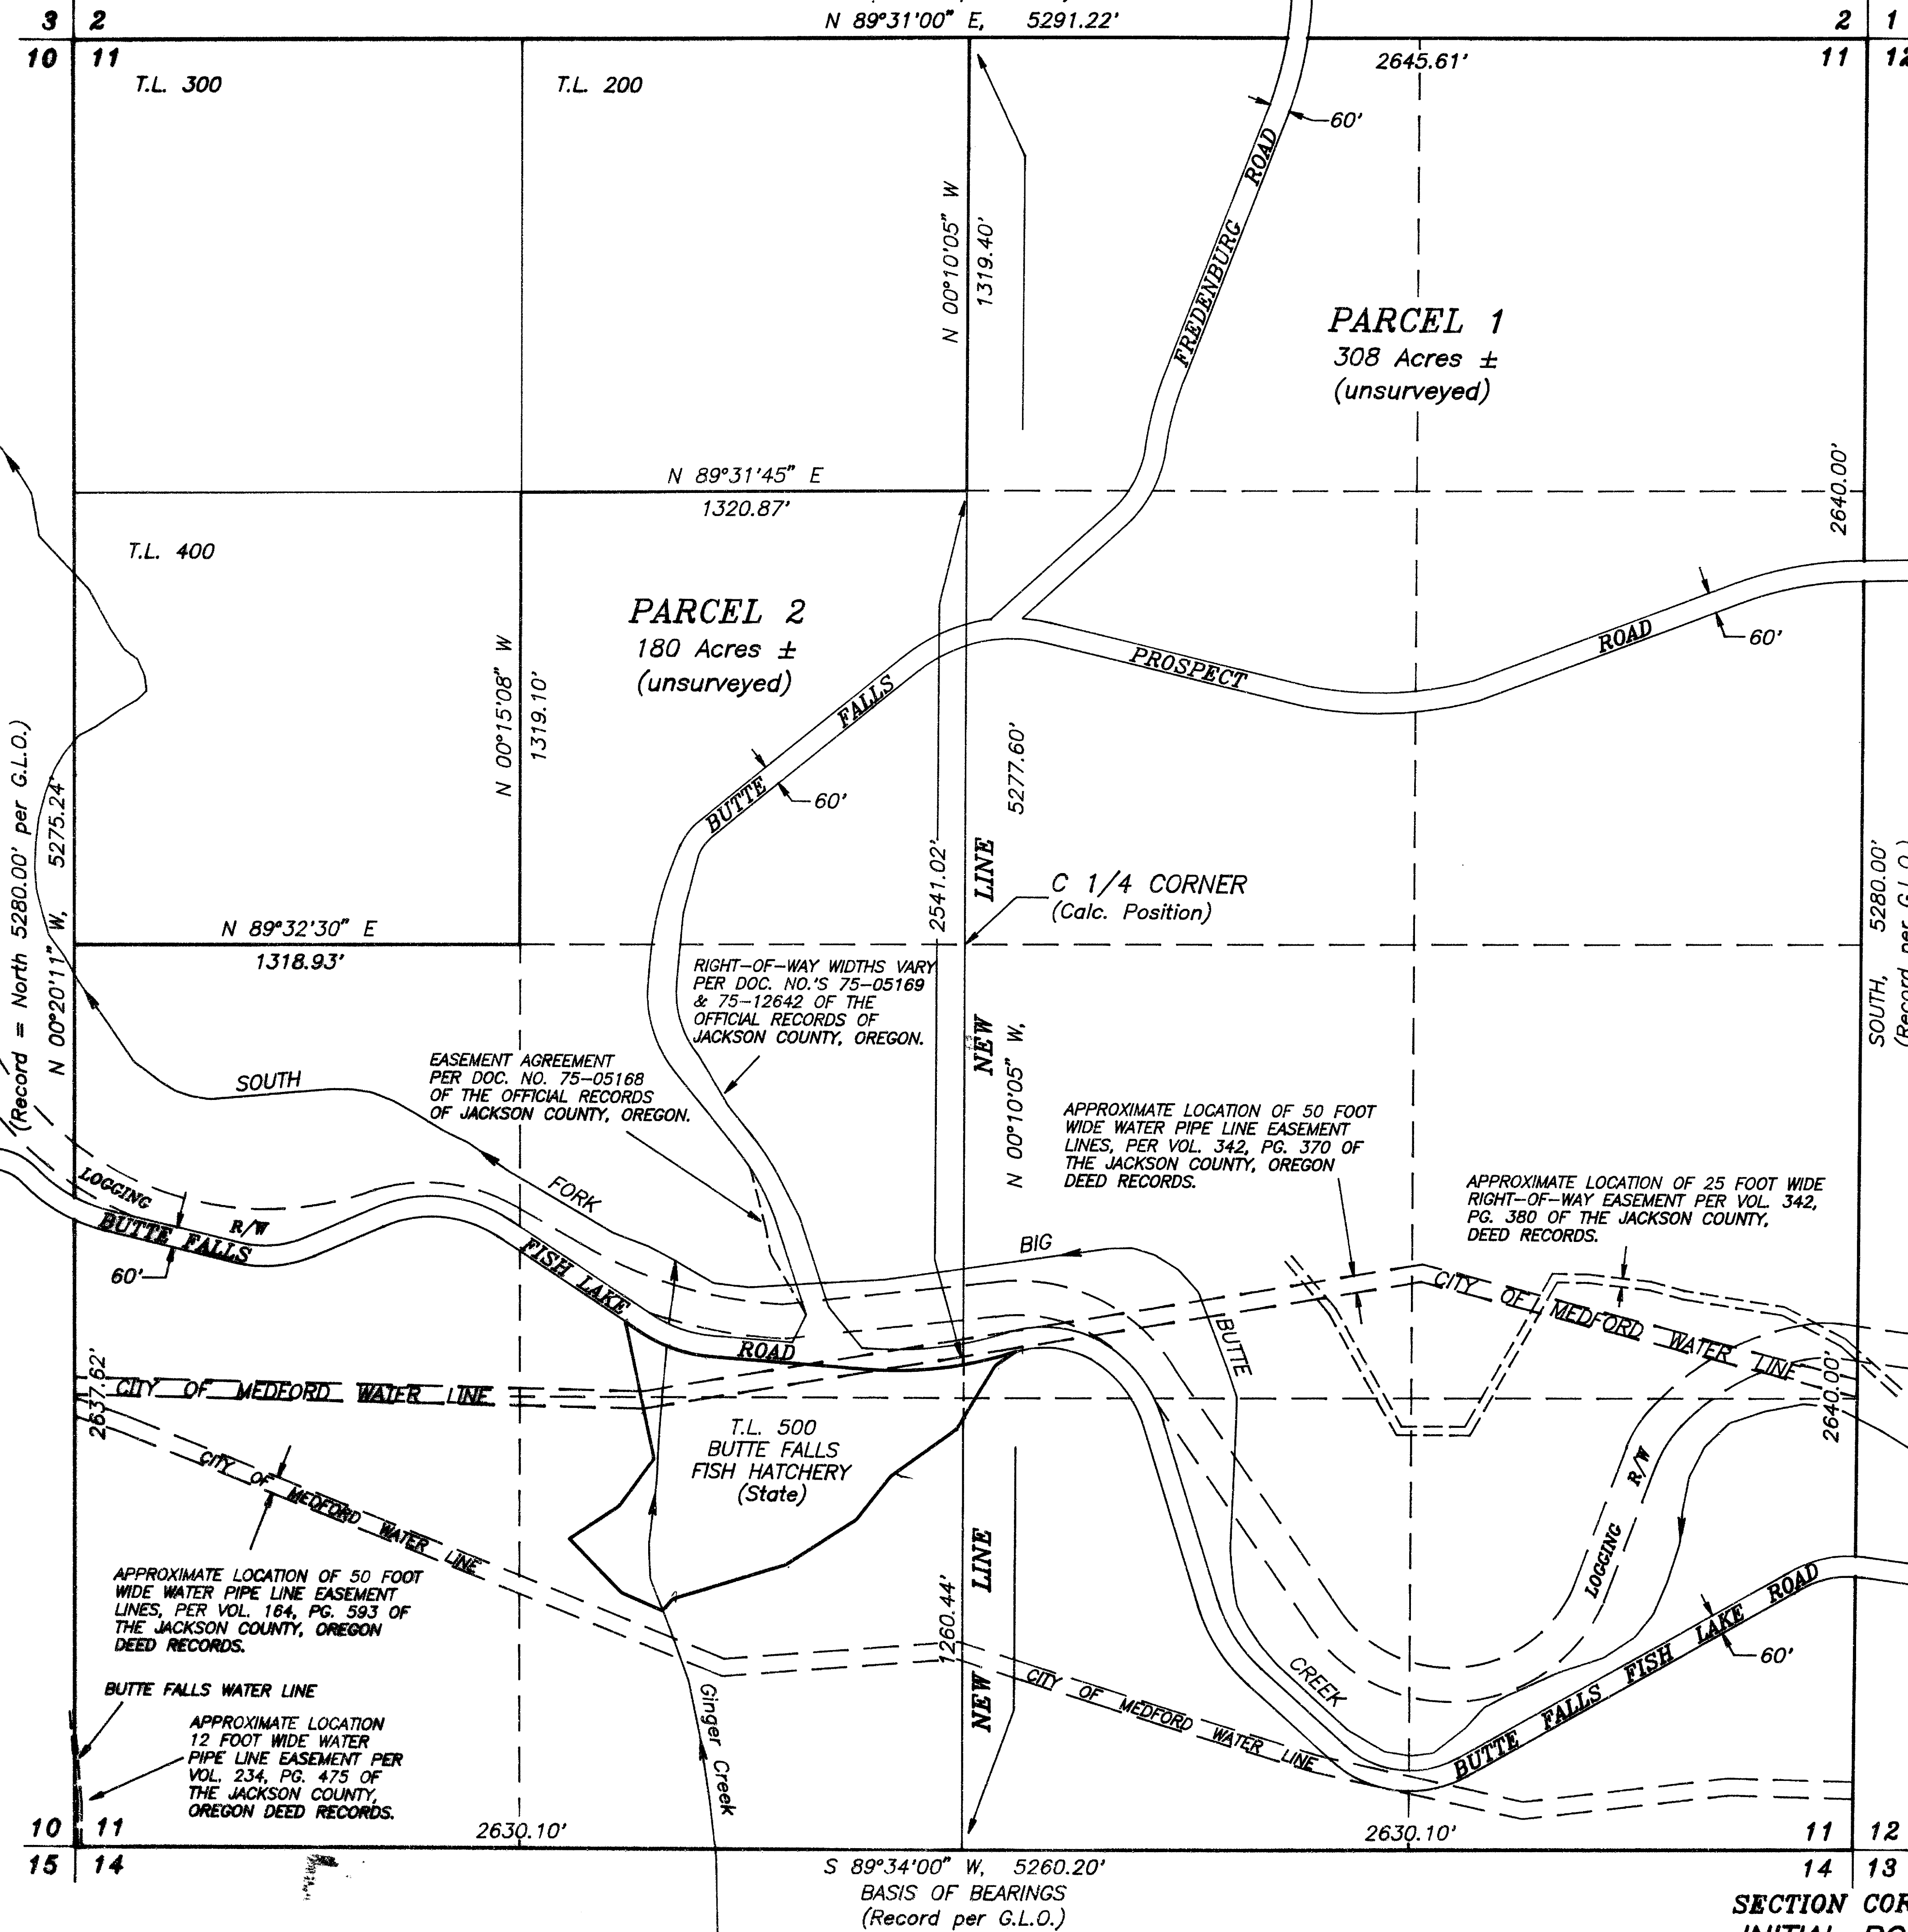 N 89°31'00" E, 5291.22'
3 2
2 1
10 11
11 12
T.L. 300
T.L. 200
2645.61'
60'
FREDENBURG ROAD
N 00°10'05" W
1319.40'
PARCEL 1
308 Acres ±
(unsurveyed)
N 89°31'45" E
1320.87'
2640.00'
T.L. 400
PARCEL 2
180 Acres ±
(unsurveyed)
N 00°15'08" W
1319.10'
BUTTE FALLS PROSPECT ROAD
60'
60'
(Record = North 5280.00' per G.L.O.)
N 00°20'11" W, 5275.24'
2541.02'
NEW LINE
N 00°10'05" W, 5277.60'
C 1/4 CORNER
(Calc. Position)
SOUTH, 5280.00'
(Record per G.L.O.)
N 89°32'30" E
1318.93'
RIGHT-OF-WAY WIDTHS VARY
PER DOC. NO.'S 75-05169
& 75-12642 OF THE
OFFICIAL RECORDS OF
JACKSON COUNTY, OREGON.
EASEMENT AGREEMENT
PER DOC. NO. 75-05168
OF THE OFFICIAL RECORDS
OF JACKSON COUNTY, OREGON.
SOUTH FORK BIG BUTTE CREEK
APPROXIMATE LOCATION OF 50 FOOT
WIDE WATER PIPE LINE EASEMENT
LINES, PER VOL. 342, PG. 370 OF
THE JACKSON COUNTY, OREGON
DEED RECORDS.
APPROXIMATE LOCATION OF 25 FOOT WIDE
RIGHT-OF-WAY EASEMENT PER VOL. 342,
PG. 380 OF THE JACKSON COUNTY,
DEED RECORDS.
LOGGING R/W
BUTTE FALLS FISH LAKE ROAD
60'
CITY OF MEDFORD WATER LINE
2637.62'
CITY OF MEDFORD WATER LINE
2640.00'
CITY OF MEDFORD WATER LINE
T.L. 500
BUTTE FALLS
FISH HATCHERY
(State)
LOGGING R/W
NEW LINE
1260.44'
NEW
APPROXIMATE LOCATION OF 50 FOOT
WIDE WATER PIPE LINE EASEMENT
LINES, PER VOL. 164, PG. 593 OF
THE JACKSON COUNTY, OREGON
DEED RECORDS.
BUTTE FALLS FISH LAKE ROAD
60'
CITY OF MEDFORD WATER LINE
BUTTE FALLS WATER LINE
Ginger Creek
APPROXIMATE LOCATION
12 FOOT WIDE WATER
PIPE LINE EASEMENT PER
VOL. 234, PG. 475 OF
THE JACKSON COUNTY,
OREGON DEED RECORDS.
10 11
2630.10'
2630.10'
11 12
15 14
14 13
S 89°34'00" W, 5260.20'
BASIS OF BEARINGS
(Record per G.L.O.)
SECTION COR